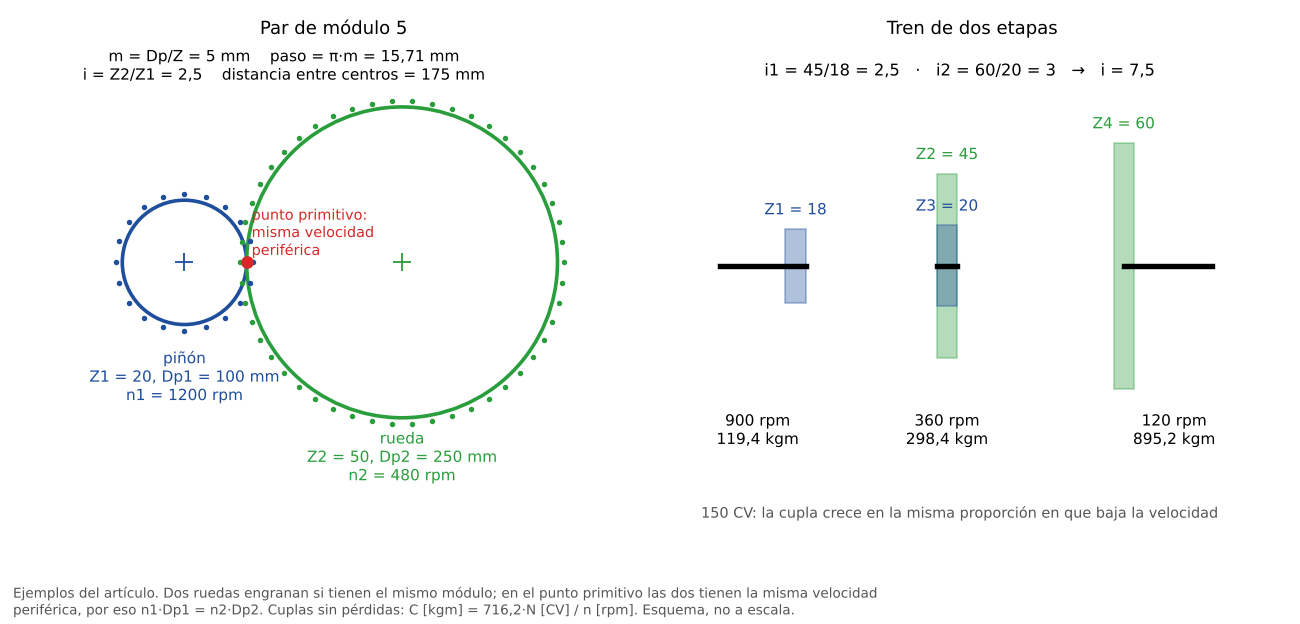 Par de módulo 5
m = Dp/Z = 5 mm    paso = π·m = 15,71 mm
i = Z2/Z1 = 2,5    distancia entre centros = 175 mm
punto primitivo:
misma velocidad
periférica
piñón
Z1 = 20, Dp1 = 100 mm
n1 = 1200 rpm
rueda
Z2 = 50, Dp2 = 250 mm
n2 = 480 rpm
Tren de dos etapas
i1 = 45/18 = 2,5   ·   i2 = 60/20 = 3   →   i = 7,5
Z4 = 60
Z2 = 45
Z1 = 18
Z3 = 20
900 rpm
119,4 kgm
360 rpm
298,4 kgm
120 rpm
895,2 kgm
150 CV: la cupla crece en la misma proporción en que baja la velocidad
Ejemplos del artículo. Dos ruedas engranan si tienen el mismo módulo; en el punto primitivo las dos tienen la misma velocidad
periférica, por eso n1·Dp1 = n2·Dp2. Cuplas sin pérdidas: C [kgm] = 716,2·N [CV] / n [rpm]. Esquema, no a escala.